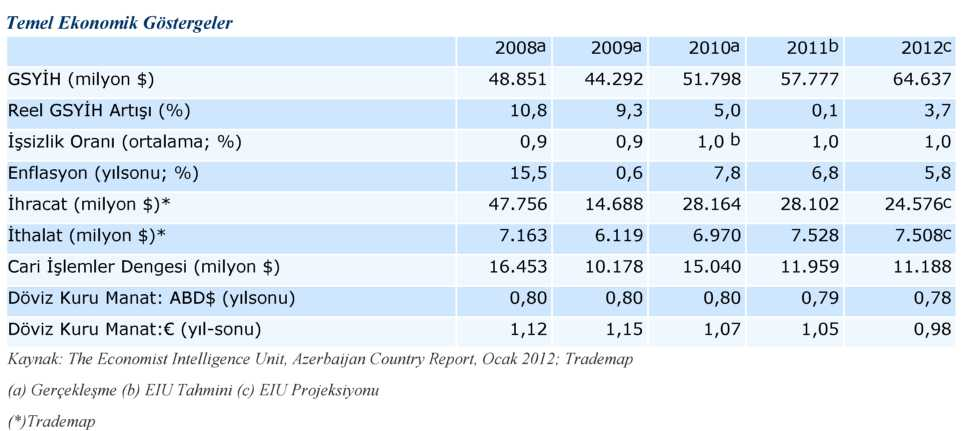 Temel Ekonomik Göstergeler
2008a 2009a 2010a 2011b 2012c
GSYİH (milyon $) 48.851 44.292 51.798 57.777 64.637
Reel GSYİH Artışı (%) 10,8 9,3 5,0 0,1 3,7
İşsizlik Oranı (ortalama; %) 0,9 0,9 1,0 b 1,0 1,0
Enflasyon (yılsonu; %) 15,5 0,6 7,8 6,8 5,8
İhracat (milyon $)* 47.756 14.688 28.164 28.102 24.576c
İthalat (milyon $)* 7.163 6.119 6.970 7.528 7.508c
Cari İşlemler Dengesi (milyon $) 16.453 10.178 15.040 11.959 11.188
Döviz Kuru Manat: ABD$ (yılsonu) 0,80 0,80 0,80 0,79 0,78
Döviz Kuru Manat:€ (yıl-sonu) 1,12 1,15 1,07 1,05 0,98
Kaynak: The Economist Intelligence Unit, Azerbaijan Country Report, Ocak 2012; Trademap
(a) Gerçekleşme (b) EIU Tahmini (c) EIU Projeksiyonu
(*)Trademap